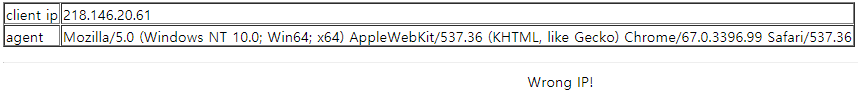 client ip 218.146.20.61
agent Mozilla/5.0 (Windows NT 10.0; Win64; x64) AppleWebKit/537.36 (KHTML, like Gecko) Chrome/67.0.3396.99 Safari/537.36
Wrong IP!